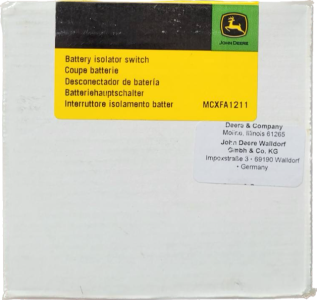 JOHN DEERE
Battery isolator switch
Coupe batterie
Desconectador de bateria
Batteriehauptschalter
Interruttore isolamento batter MCXFA1211
Deere & Company
Moline, Illinois 61265
John Deere Walldorf
GmbH & Co. KG
Impexstraße 3 - 69190 Walldorf
- Germany